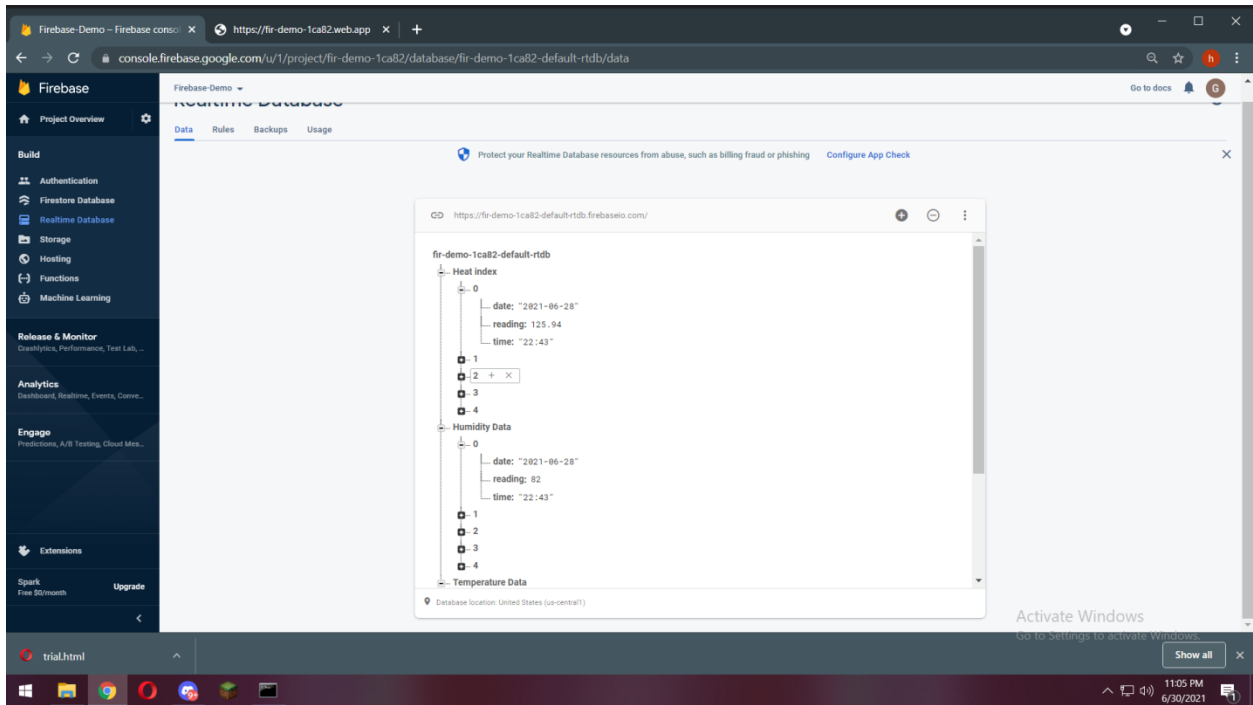 Firebase-Demo – Firebase consol
https://fir-demo-1ca82.web.app
console.firebase.google.com/u/1/project/fir-demo-1ca82/database/fir-demo-1ca82-default-rtdb/data
h
Firebase
Firebase-Demo
Go to docs
G
Realtime Database
Project Overview
Data Rules Backups Usage
Build
Protect your Realtime Database resources from abuse, such as billing fraud or phishing Configure App Check
Authentication
Firestore Database
Realtime Database
Storage
Hosting
Functions
Machine Learning
Release & Monitor
Crashlytics, Performance, Test Lab, ...
Analytics
Dashboard, Realtime, Events, Conve...
Engage
Predictions, A/B Testing, Cloud Mes...
Extensions
Spark
Free $0/month
Upgrade
https://fir-demo-1ca82-default-rtdb.firebaseio.com/
fir-demo-1ca82-default-rtdb
Heat index
0
date: "2021-06-28"
reading: 125.94
time: "22:43"
1
2 + ×
3
4
Humidity Data
0
date: "2021-06-28"
reading: 82
time: "22:43"
1
2
3
4
Temperature Data
Database location: United States (us-central1)
Activate Windows
Go to Settings to activate Windows.
trial.html
Show all
11:05 PM
6/30/2021
1